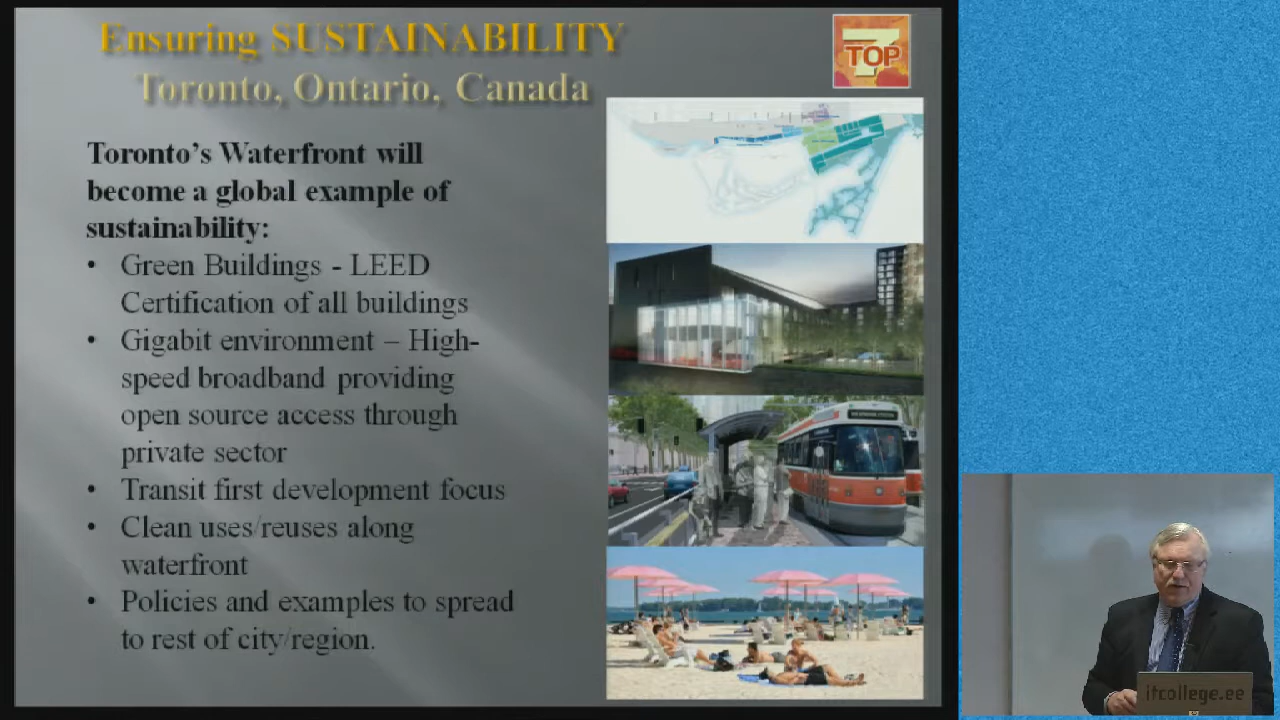 Ensuring SUSTAINABILITY
Toronto, Ontario, Canada
7
TOP
Toronto's Waterfront will
become a global example of
sustainability:
• Green Buildings - LEED
Certification of all buildings
• Gigabit environment – High-
speed broadband providing
open source access through
private sector
• Transit first development focus
• Clean uses/reuses along
waterfront
• Policies and examples to spread
to rest of city/region.
itcollege.ee